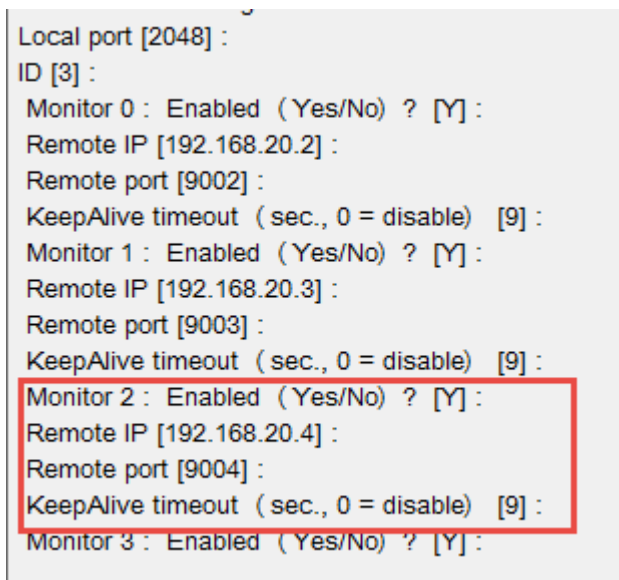 Local port [2048] :
ID [3] :
Monitor 0 : Enabled (Yes/No) ? [Y] :
Remote IP [192.168.20.2] :
Remote port [9002] :
KeepAlive timeout (sec., 0 = disable) [9] :
Monitor 1 : Enabled (Yes/No) ? [Y] :
Remote IP [192.168.20.3] :
Remote port [9003] :
KeepAlive timeout (sec., 0 = disable) [9] :
Monitor 2 : Enabled (Yes/No) ? [Y] :
Remote IP [192.168.20.4] :
Remote port [9004] :
KeepAlive timeout (sec., 0 = disable) [9] :
Monitor 3 : Enabled (Yes/No) ? [Y] :